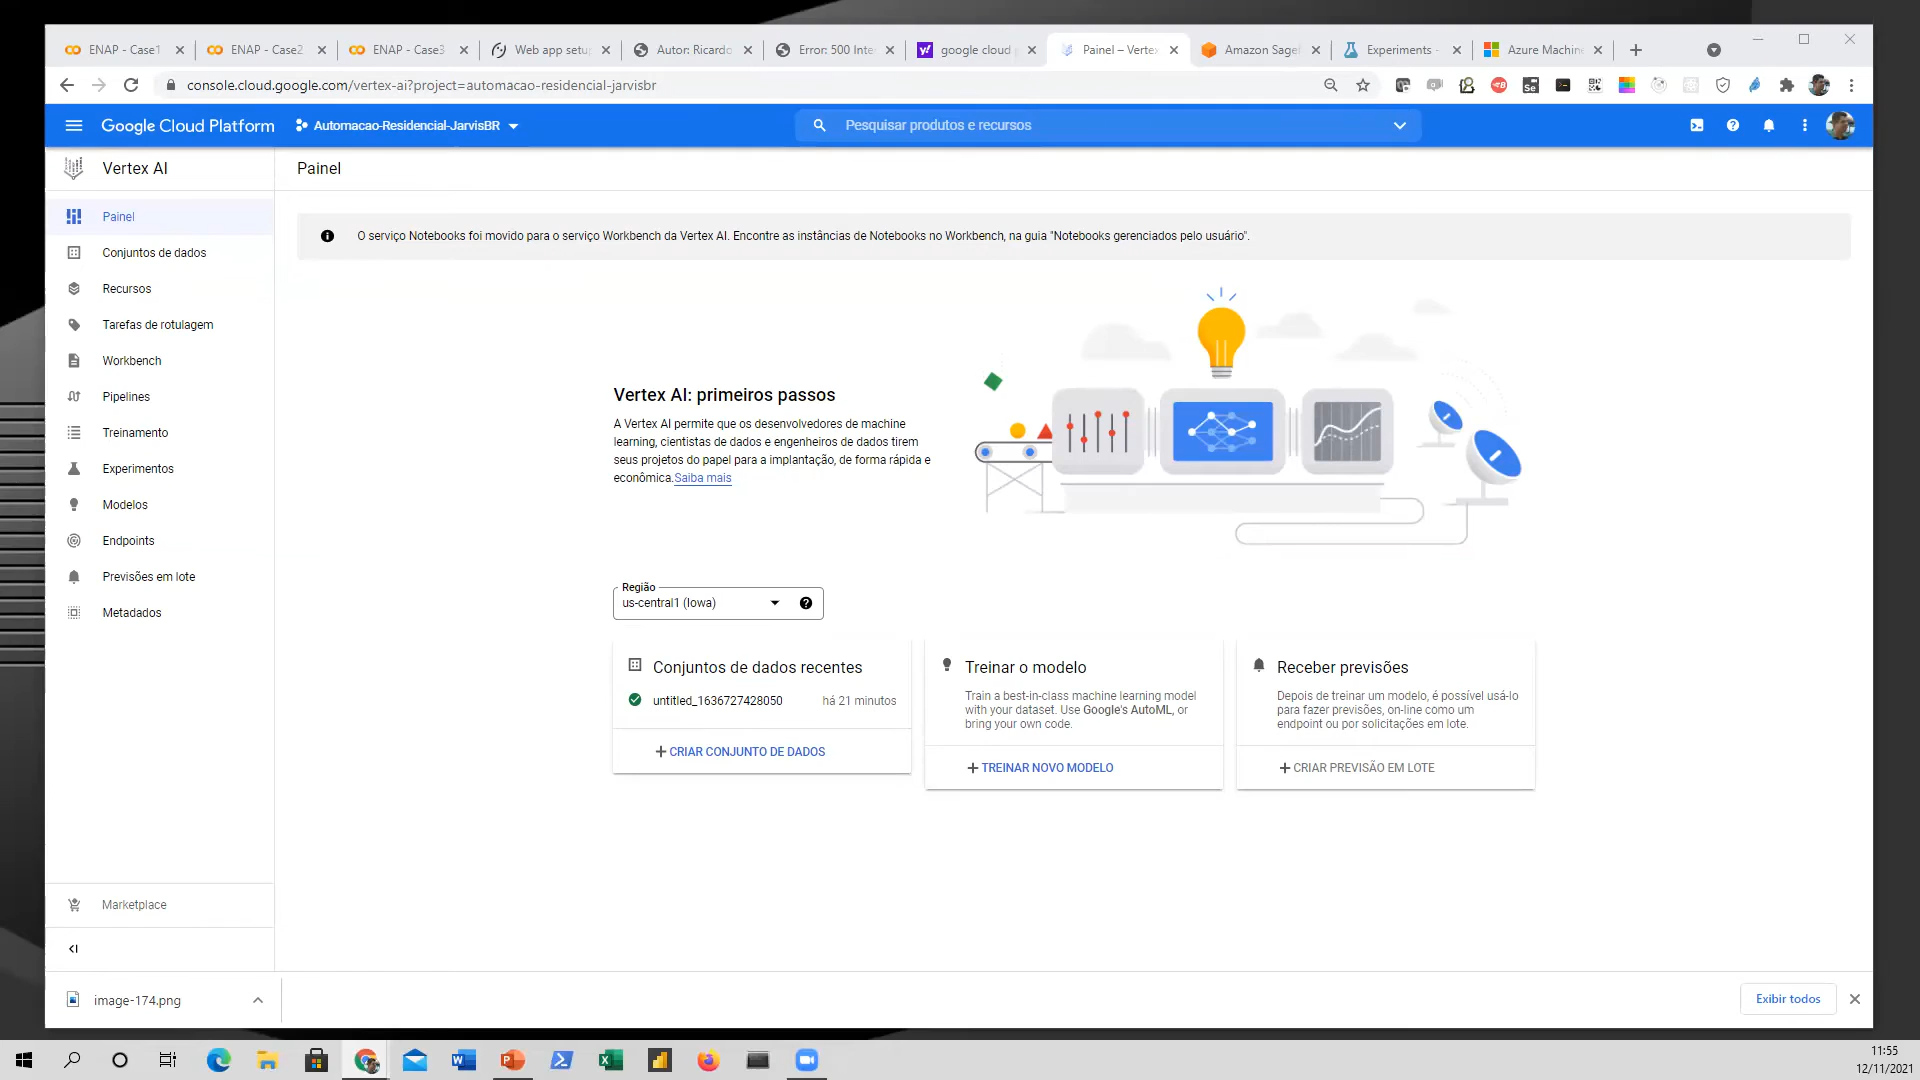 ENAP - Case1
ENAP - Case2
ENAP - Case3
Web app setu
Autor: Ricardo
Error: 500 Inte
google cloud
Painel – Vertex
Amazon Sage
Experiments -
Azure Machin
console.cloud.google.com/vertex-ai?project=automacao-residencial-jarvisbr
Google Cloud Platform
Automacao-Residencial-JarvisBR
Pesquisar produtos e recursos
Vertex AI
Painel
Painel
Conjuntos de dados
Recursos
Tarefas de rotulagem
Workbench
Pipelines
Treinamento
Experimentos
Modelos
Endpoints
Previsões em lote
Metadados
Marketplace
O serviço Notebooks foi movido para o serviço Workbench da Vertex AI. Encontre as instâncias de Notebooks no Workbench, na guia "Notebooks gerenciados pelo usuário".
Vertex AI: primeiros passos
A Vertex AI permite que os desenvolvedores de machine
learning, cientistas de dados e engenheiros de dados tirem
seus projetos do papel para a implantação, de forma rápida e
econômica.Saiba mais
Região
us-central1 (Iowa)
Conjuntos de dados recentes
untitled_1636727428050 há 21 minutos
CRIAR CONJUNTO DE DADOS
Treinar o modelo
Train a best-in-class machine learning model
with your dataset. Use Google's AutoML, or
bring your own code.
TREINAR NOVO MODELO
Receber previsões
Depois de treinar um modelo, é possível usá-lo
para fazer previsões, on-line como um
endpoint ou por solicitações em lote.
CRIAR PREVISÃO EM LOTE
image-174.png
Exibir todos
11:55
12/11/2021